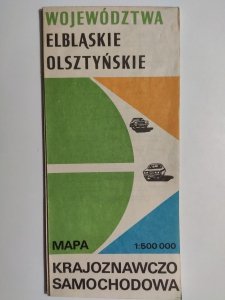 WOJEWÓDZTWA
ELBLĄSKIE
OLSZTYŃSKIE
MAPA 1:500 000
KRAJOZNAWCZO
SAMOCHODOWA